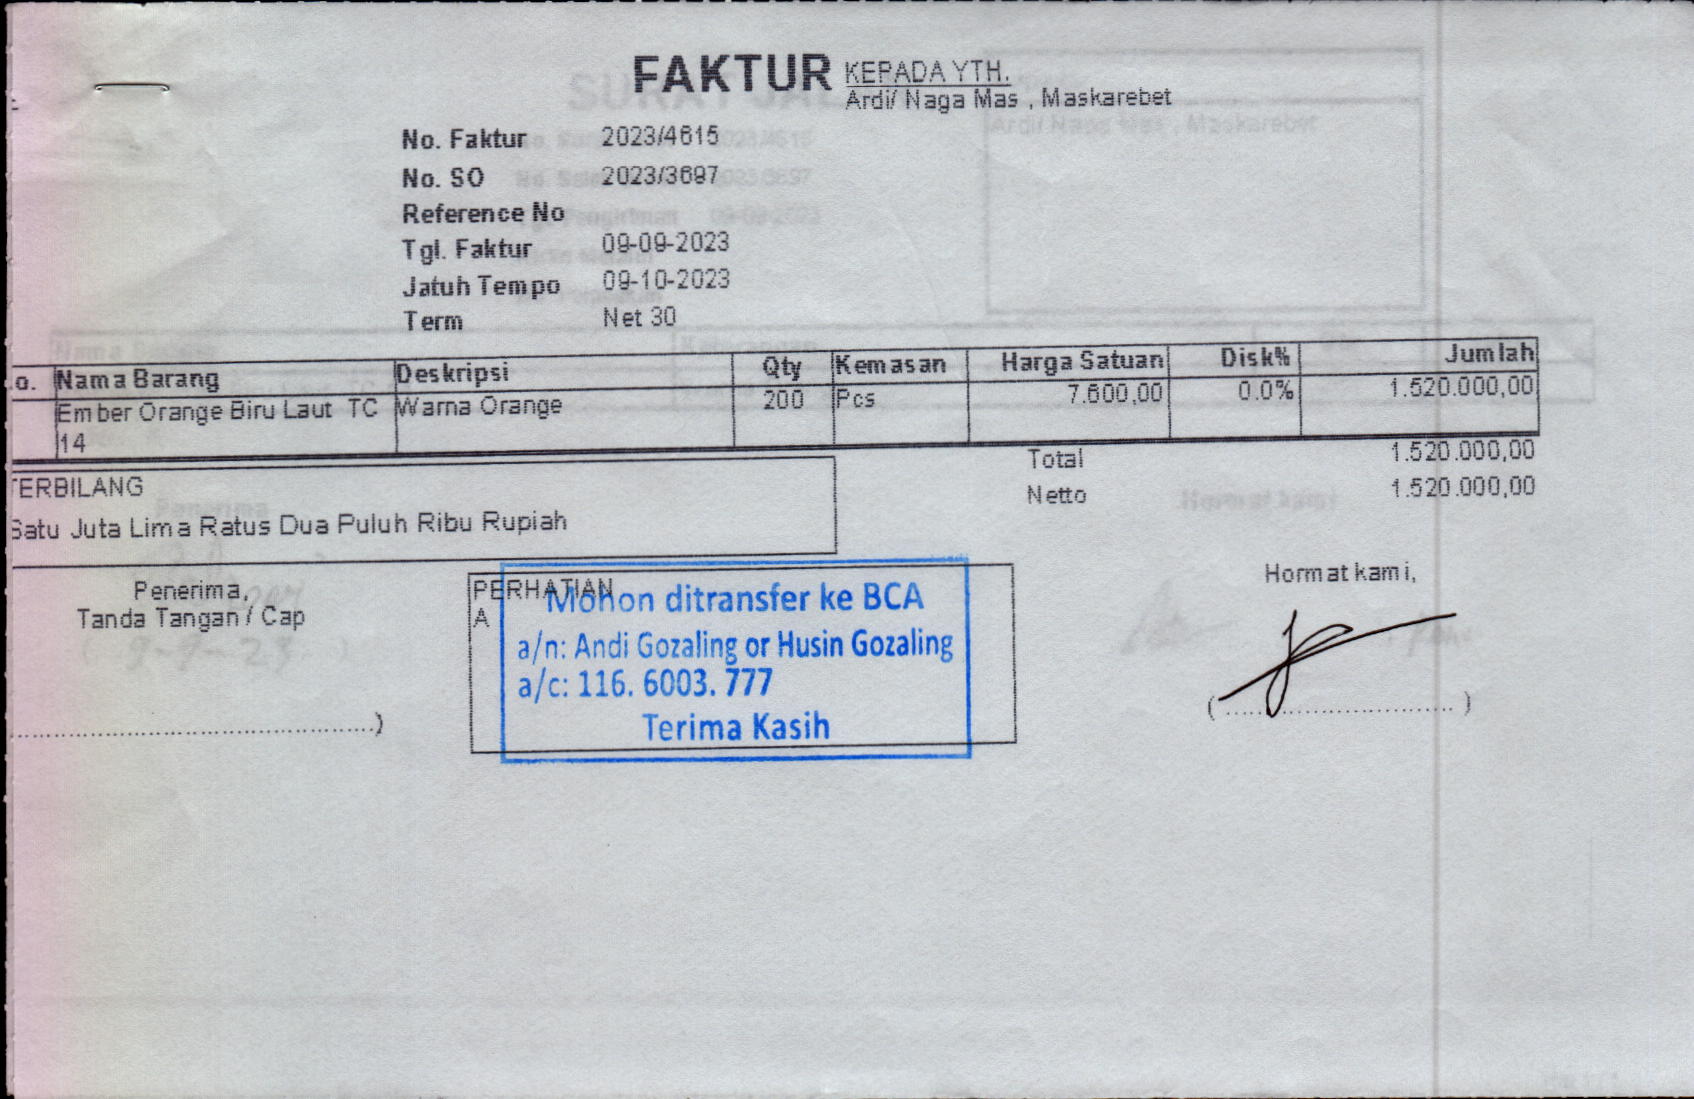 FAKTUR
KEPADA YTH.
Ardi/ Naga Mas , Maskarebet
No. Faktur 2023/4615
No. SO 2023/3697
Reference No
Tgl. Faktur 09-09-2023
Jatuh Tempo 09-10-2023
Term Net 30
o. Nama Barang Deskripsi Qty Kemasan Harga Satuan Disk% Jumlah
Ember Orange Biru Laut TC Warna Orange 200 Pcs 7.600,00 0.0% 1.520.000,00
14
Total 1.520.000,00
Netto 1.520.000,00
TERBILANG
Satu Juta Lima Ratus Dua Puluh Ribu Rupiah
Penerima,
Tanda Tangan / Cap
PERHATIAN
A
Mohon ditransfer ke BCA
a/n: Andi Gozaling or Husin Gozaling
a/c: 116. 6003. 777
Terima Kasih
Hormat kami,